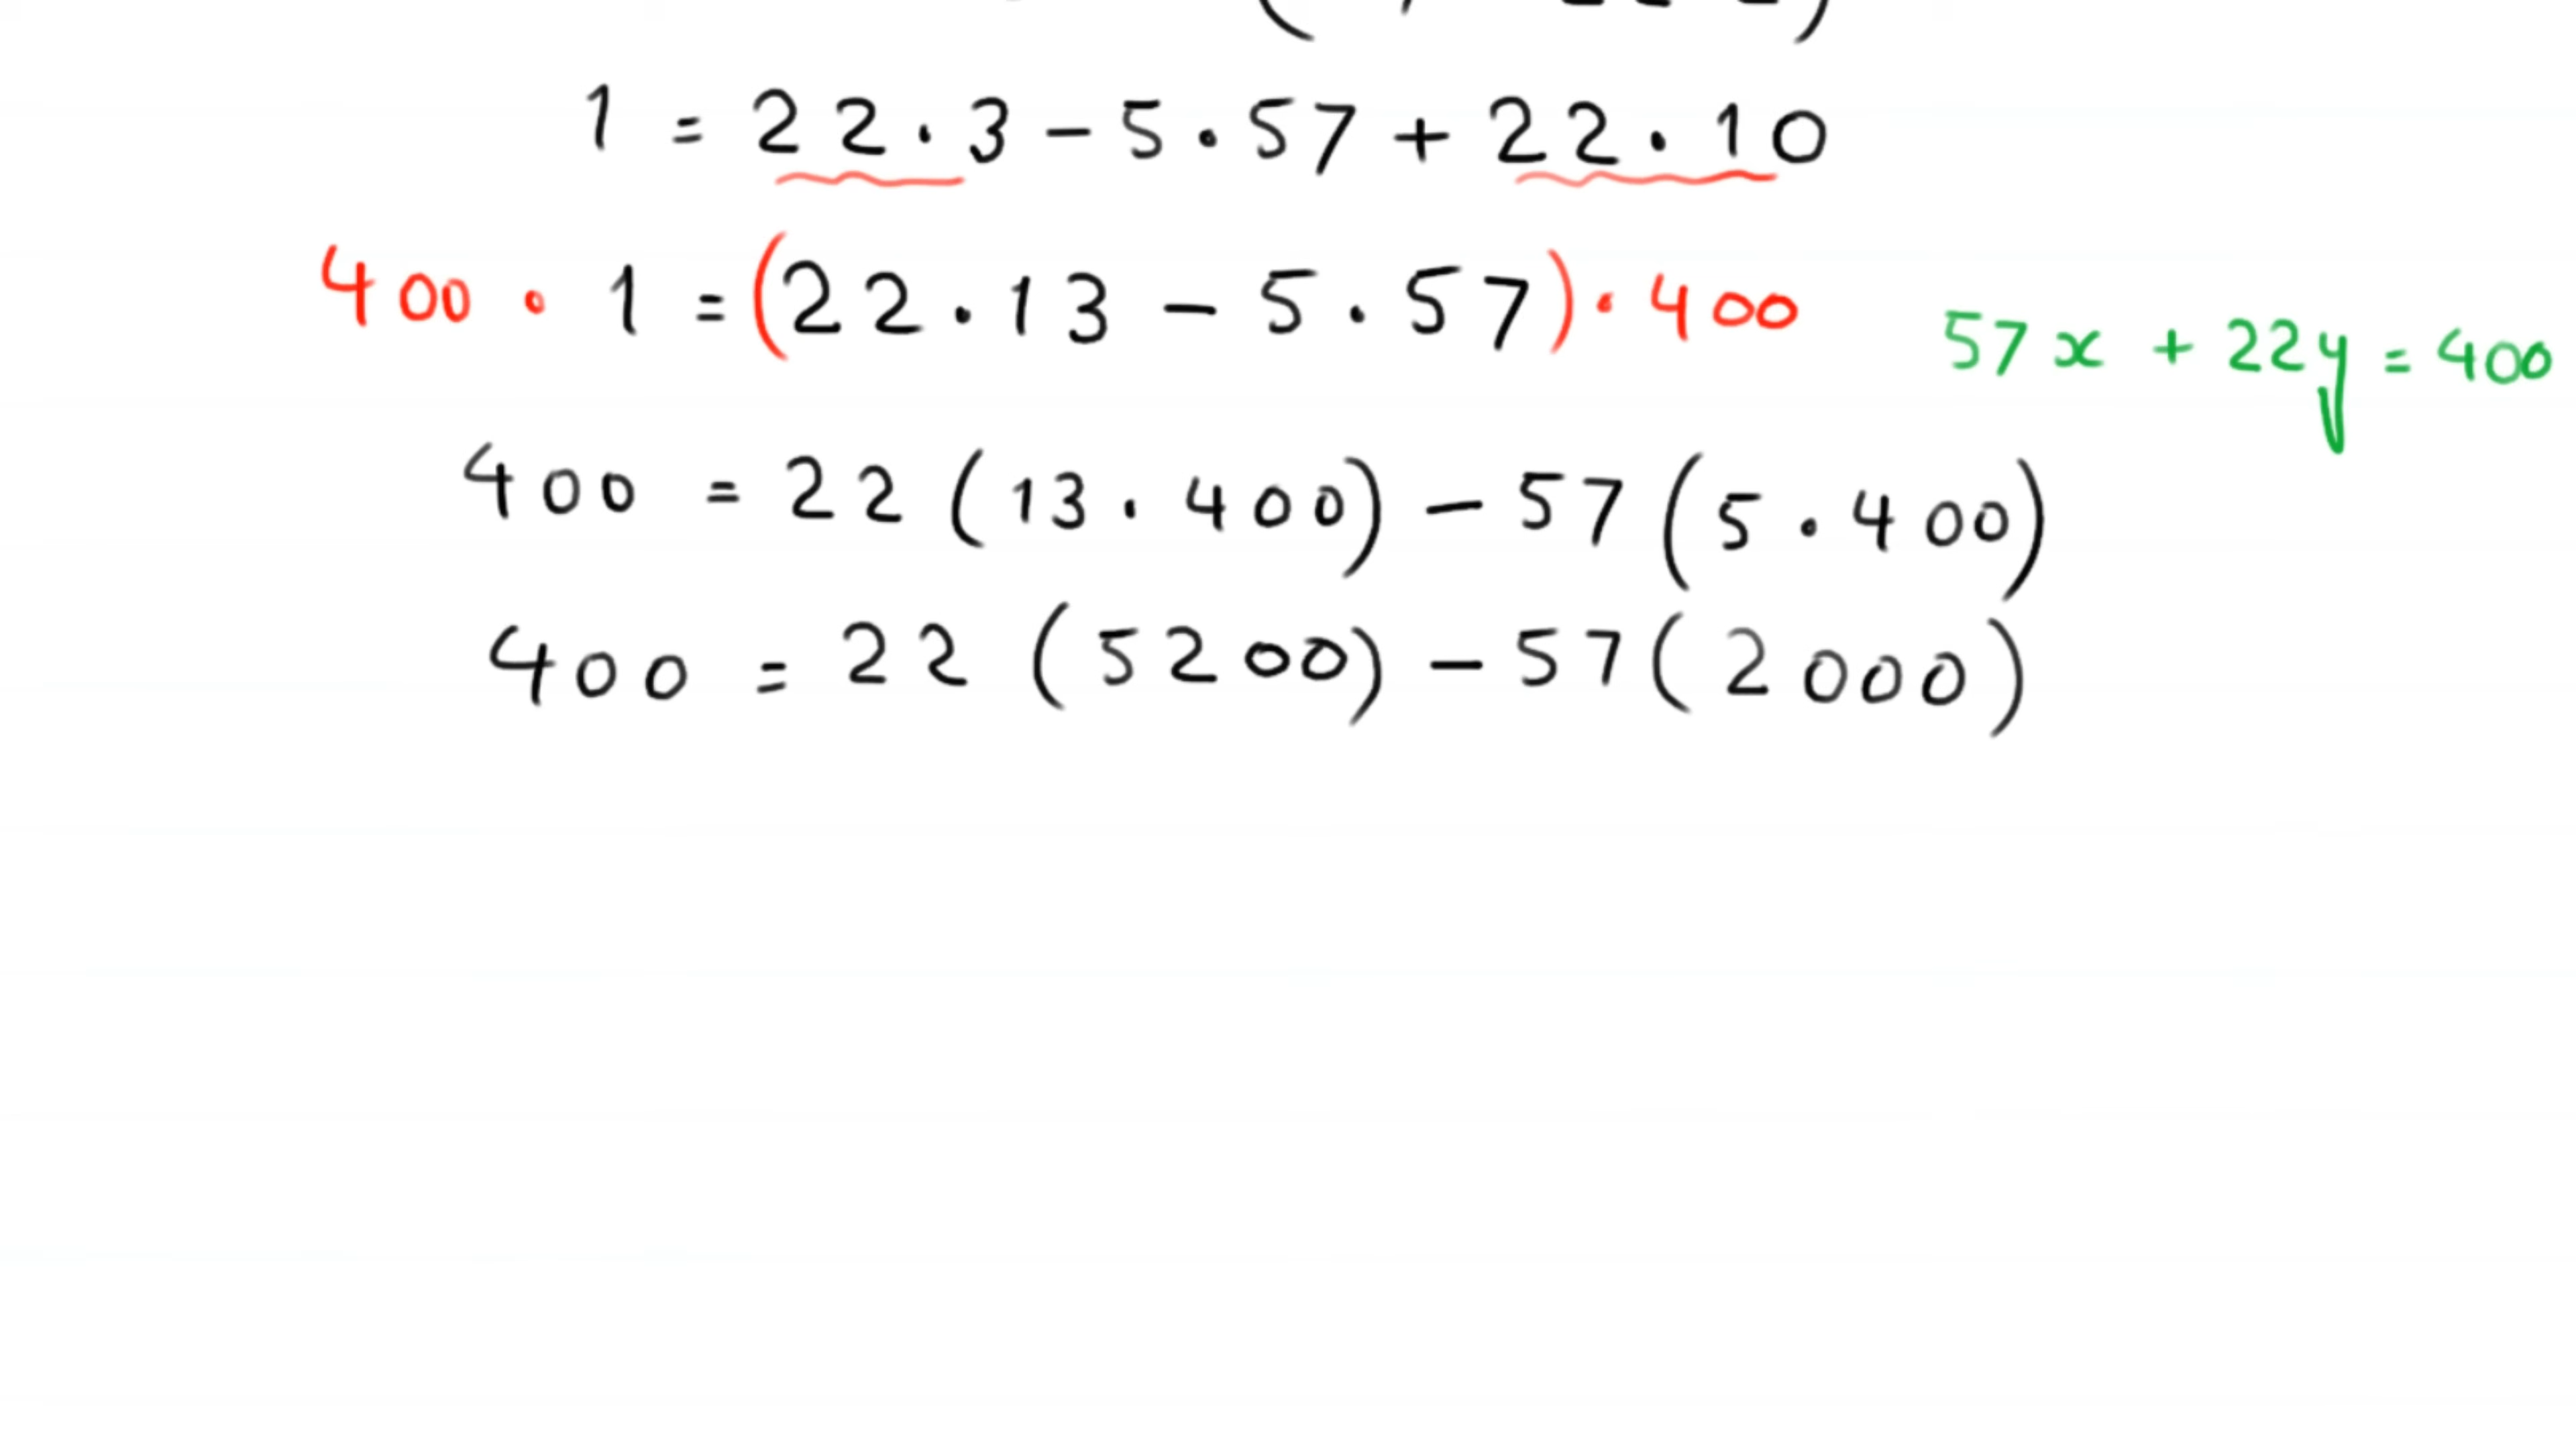 1 = 22·3 - 5·57 + 22·10
400·1 = (22·13 - 5·57)·400
57x + 22y = 400
400 = 22(13·400) - 57(5·400)
400 = 22(5200) - 57(2000)